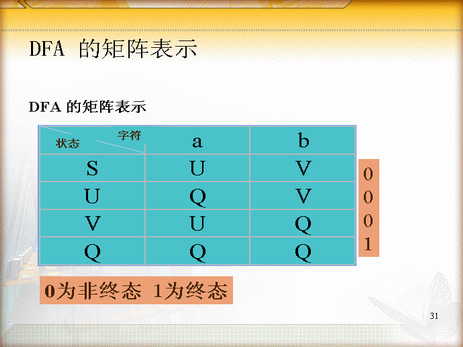 DFA 的矩阵表示
DFA 的矩阵表示
状态 字符 a b
S U V 0
U Q V 0
V U Q 0
Q Q Q 1
0为非终态 1为终态
31